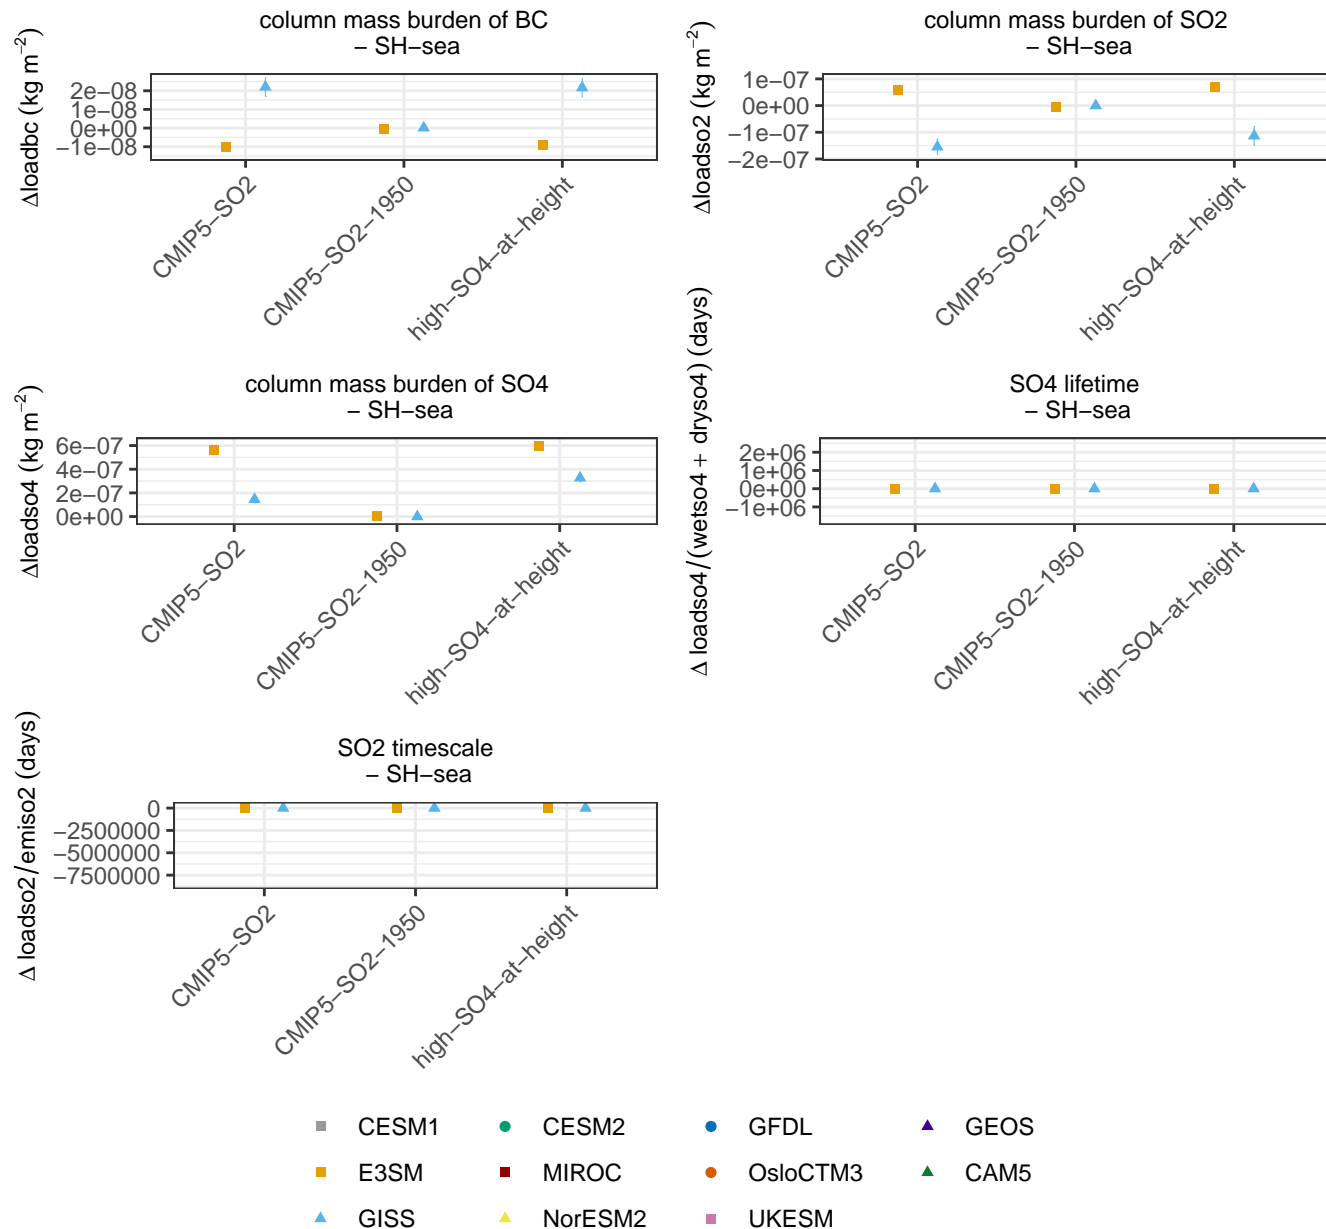 column mass burden of BC
− SH−sea
Δloadbc (kg m−2)
2e−08
1e−08
0e+00
−1e−08
CMIP5−SO2
CMIP5−SO2−1950
high−SO4−at−height
column mass burden of SO2
− SH−sea
Δloadso2 (kg m−2)
1e−07
0e+00
−1e−07
−2e−07
CMIP5−SO2
CMIP5−SO2−1950
high−SO4−at−height
column mass burden of SO4
− SH−sea
Δloadso4 (kg m−2)
6e−07
4e−07
2e−07
0e+00
CMIP5−SO2
CMIP5−SO2−1950
high−SO4−at−height
SO4 lifetime
− SH−sea
Δ loadso4/(wetso4 + dryso4) (days)
2e+06
1e+06
0e+00
−1e+06
CMIP5−SO2
CMIP5−SO2−1950
high−SO4−at−height
SO2 timescale
− SH−sea
Δ loadso2/emiso2 (days)
0
−2500000
−5000000
−7500000
CMIP5−SO2
CMIP5−SO2−1950
high−SO4−at−height
CESM1 CESM2 GFDL GEOS
E3SM MIROC OsloCTM3 CAM5
GISS NorESM2 UKESM